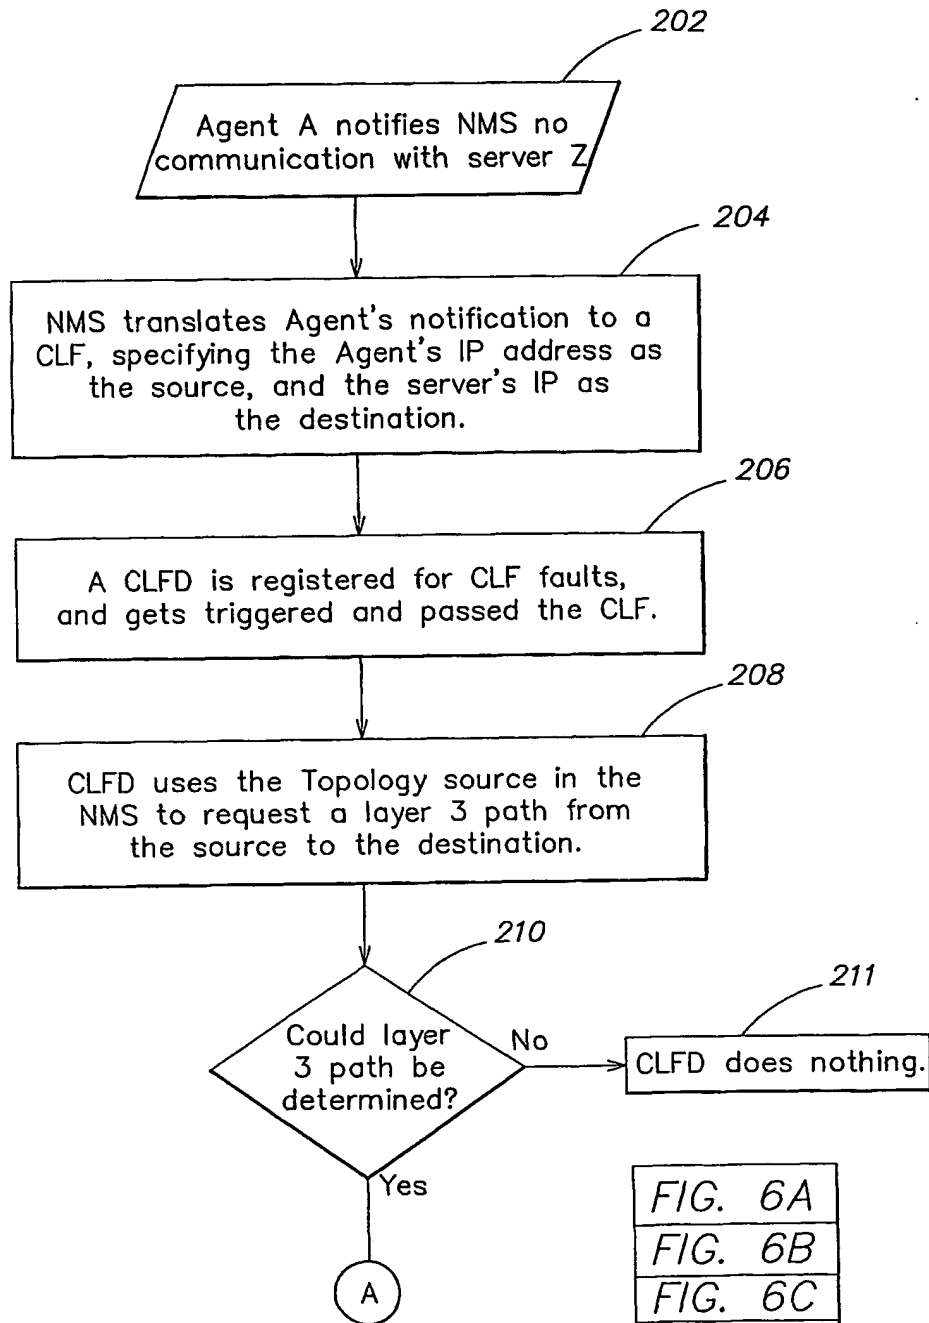 202
Agent A notifies NMS no
communication with server Z
204
NMS translates Agent's notification to a
CLF, specifying the Agent's IP address as
the source, and the server's IP as
the destination.
206
A CLFD is registered for CLF faults,
and gets triggered and passed the CLF.
208
CLFD uses the Topology source in the
NMS to request a layer 3 path from
the source to the destination.
210
Could layer
3 path be
determined?
No
211
CLFD does nothing.
Yes
A
FIG. 6A
FIG. 6B
FIG. 6C